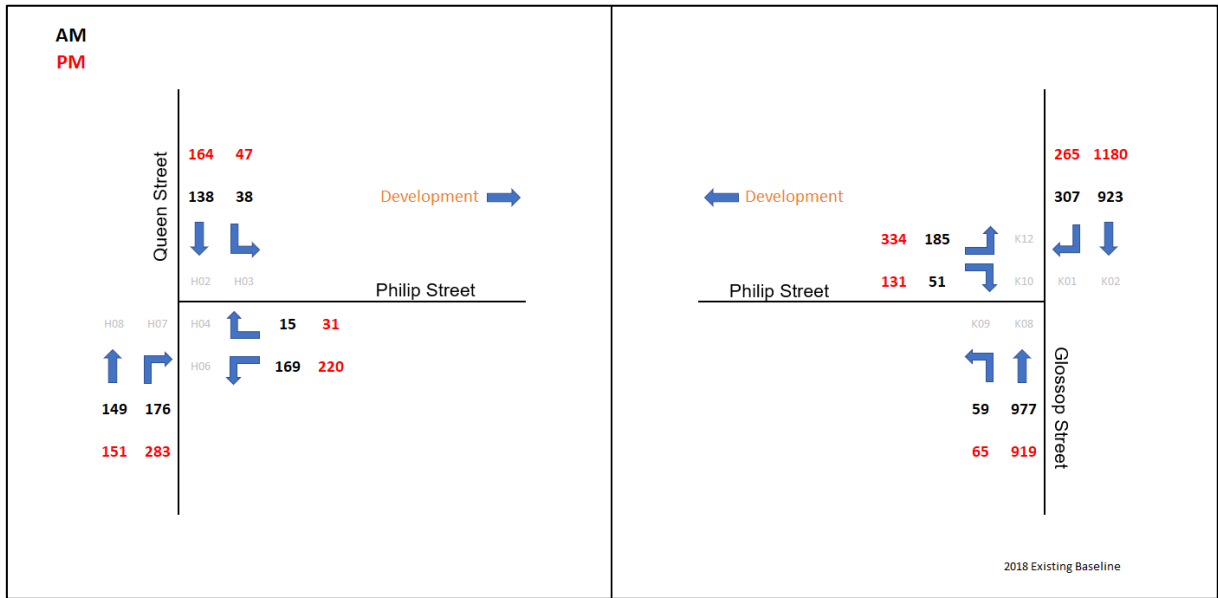 AM
PM
Queen Street
164 47
138 38
H02 H03
Development
Philip Street
H08 H07 H04 15 31
H06 169 220
149 176
151 283
265 1180
307 923
Development
334 185 K12
131 51 K10 K01 K02
Philip Street
K09 K08
59 977
65 919
Glossop Street
2018 Existing Baseline